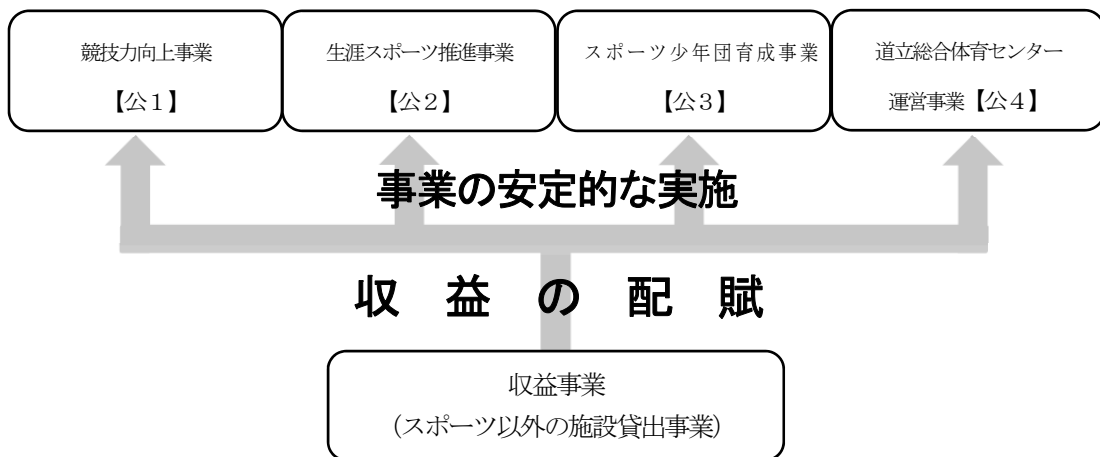 競技力向上事業
【公１】
生涯スポーツ推進事業
【公２】
スポーツ少年団育成事業
【公３】
道立総合体育センター
運営事業【公４】
事業の安定的な実施
収　益　の　配　賦
収益事業
（スポーツ以外の施設貸出事業）